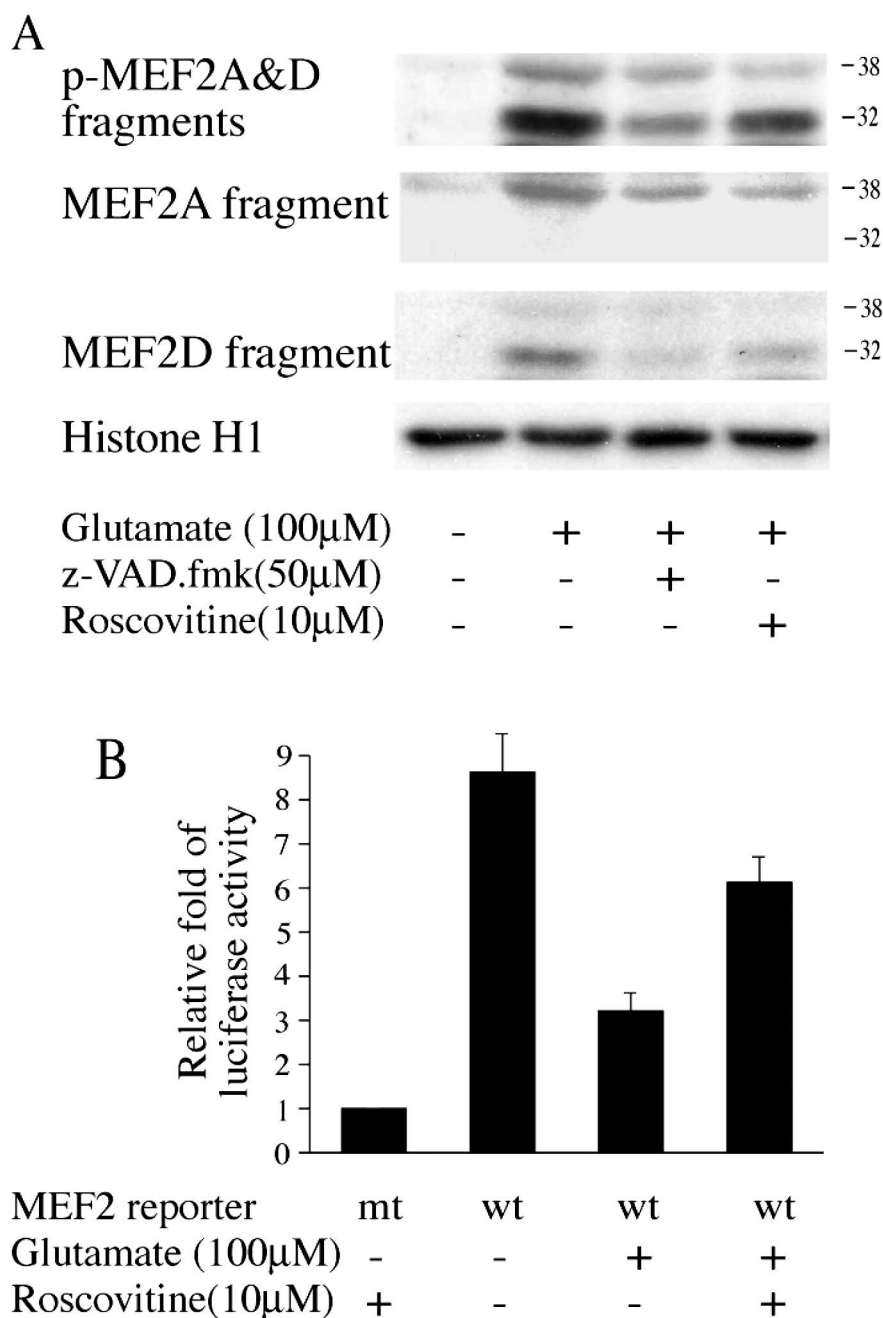 A
p-MEF2A&D
fragments
-38
-32
MEF2A fragment
-38
-32
MEF2D fragment
-38
-32
Histone H1
Glutamate (100μM) - + + +
z-VAD.fmk(50μM) - - + -
Roscovitine(10μM) - - - +
B
Relative fold of
luciferase activity
9
8
7
6
5
4
3
2
1
0
MEF2 reporter mt wt wt wt
Glutamate (100μM) - - + +
Roscovitine(10μM) + - - +